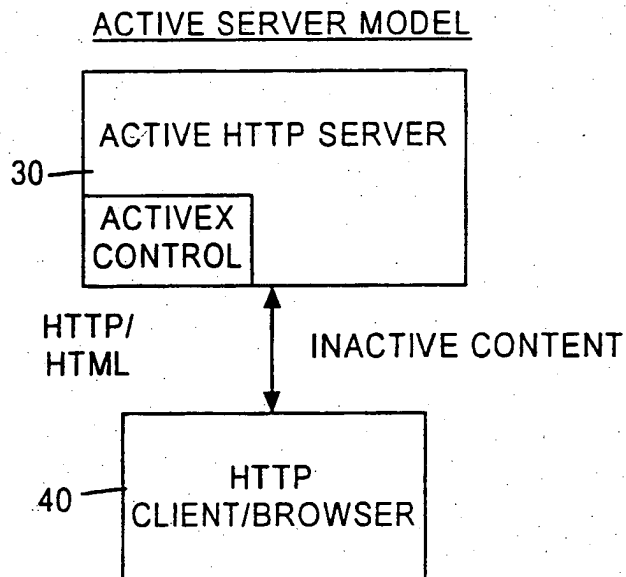 ACTIVE SERVER MODEL
ACTIVE HTTP SERVER
30
ACTIVEX
CONTROL
HTTP/
HTML
INACTIVE CONTENT
HTTP
CLIENT/BROWSER
40